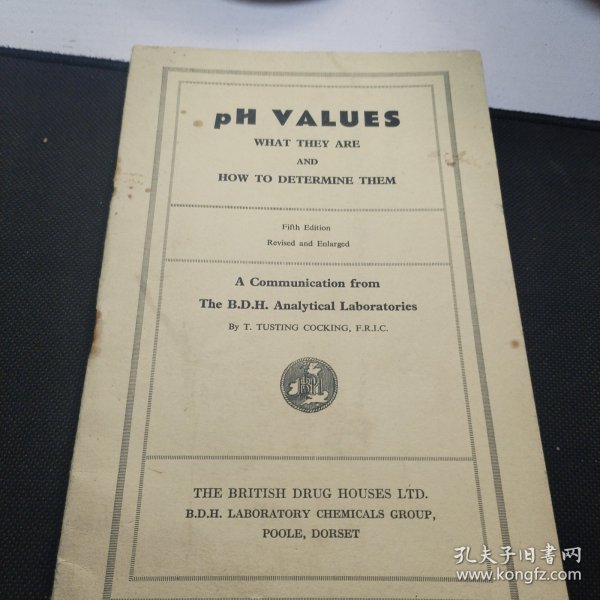 pH VALUES
WHAT THEY ARE
AND
HOW TO DETERMINE THEM
Fifth Edition
Revised and Enlarged
A Communication from
The B.D.H. Analytical Laboratories
By T. TUSTING COCKING, F.R.I.C.
THE BRITISH DRUG HOUSES LTD.
B.D.H. LABORATORY CHEMICALS GROUP,
POOLE, DORSET
孔夫子旧书网
www.kongfz.com